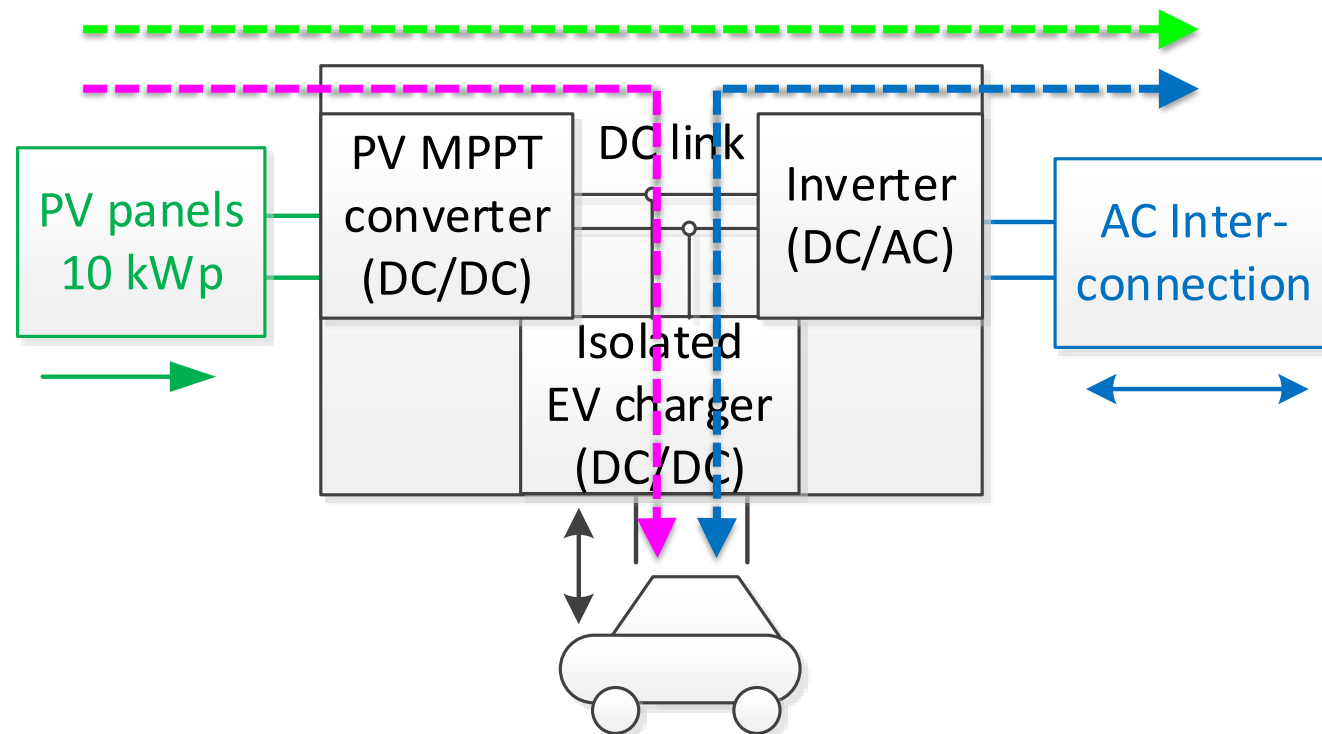 PV panels
10 kWp
PV MPPT
converter
(DC/DC)
DC link
Inverter
(DC/AC)
AC Inter-
connection
Isolated
EV charger
(DC/DC)